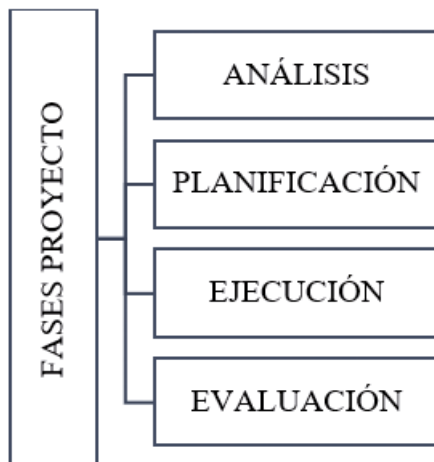 FASES PROYECTO
ANÁLISIS
PLANIFICACIÓN
EJECUCIÓN
EVALUACIÓN